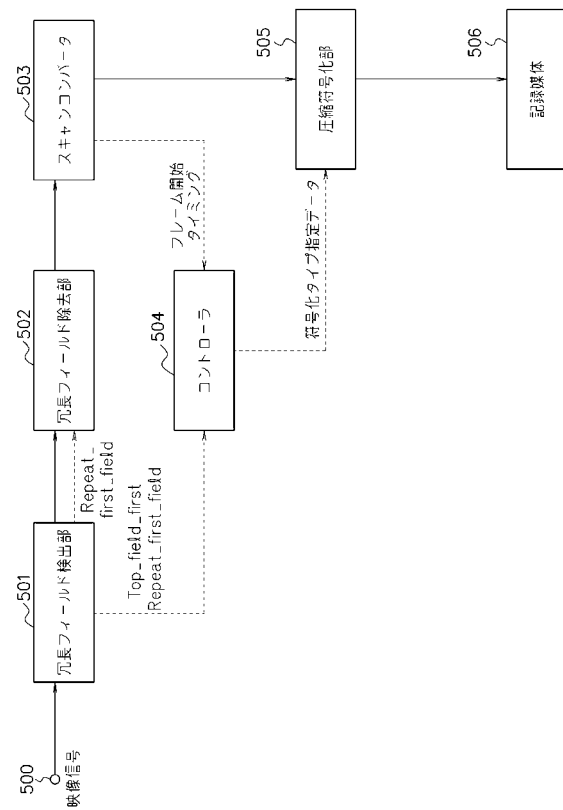 500
映像信号
501
冗長フィールド検出部
Repeat_
first_field
Top_field_first
Repeat_first_field
502
冗長フィールド除去部
503
スキャンコンバータ
フレーム開始
タイミング
504
コントローラ
符号化タイプ指定データ
505
圧縮符号化部
506
記録媒体